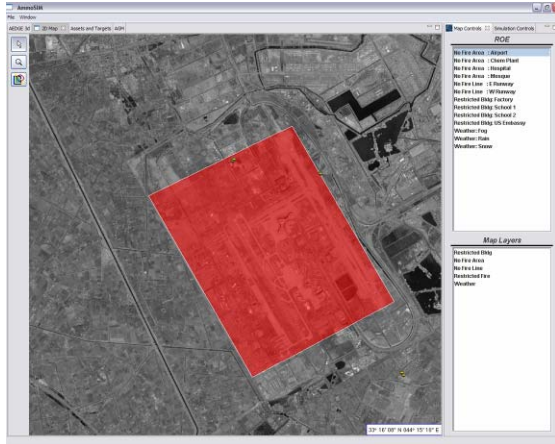 AmmoSIM
File Window
AEDGE 3d 2D Map Assets and Targets AGM
Map Controls Simulation Controls
ROE
No Fire Area : Airport
No Fire Area : Chem Plant
No Fire Area : Hospital
No Fire Area : Mosque
No Fire Line : E Runway
No Fire Line : W Runway
Restricted Bldg: Factory
Restricted Bldg: School 1
Restricted Bldg: School 2
Restricted Bldg: US Embassy
Weather: Fog
Weather: Rain
Weather: Snow
Map Layers
Restricted Bldg
No Fire Area
No Fire Line
Restricted Fire
Weather